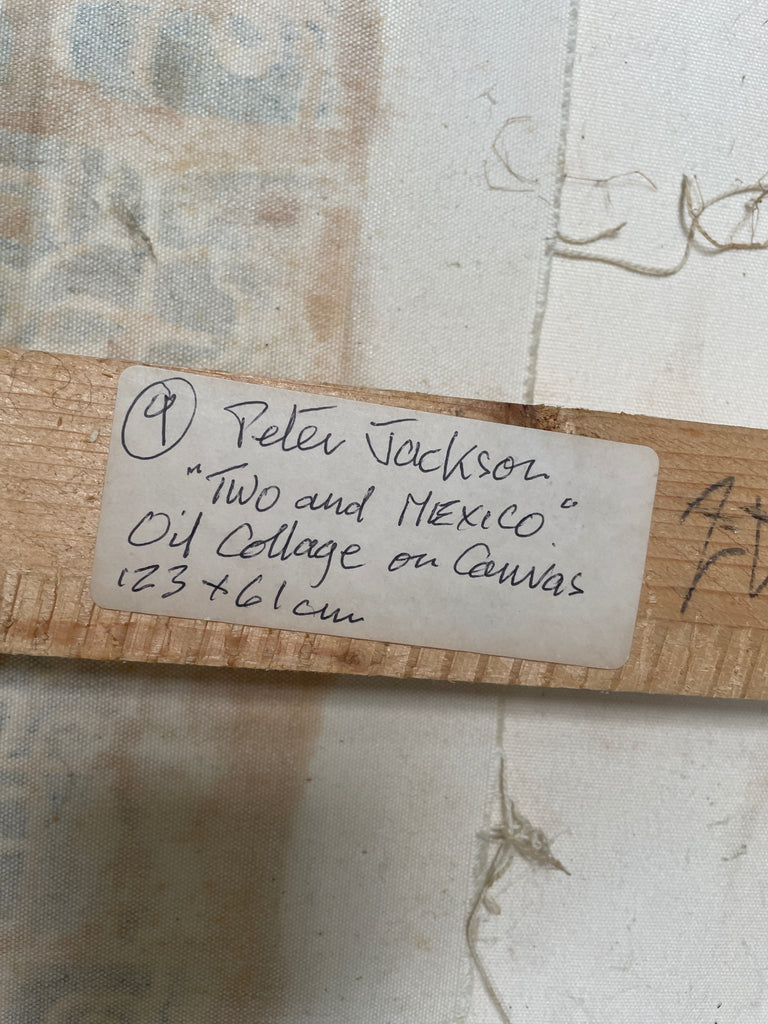 9 Peter Jackson
"Two and MEXICO"
Oil Collage on Canvas
123 x 61 cm